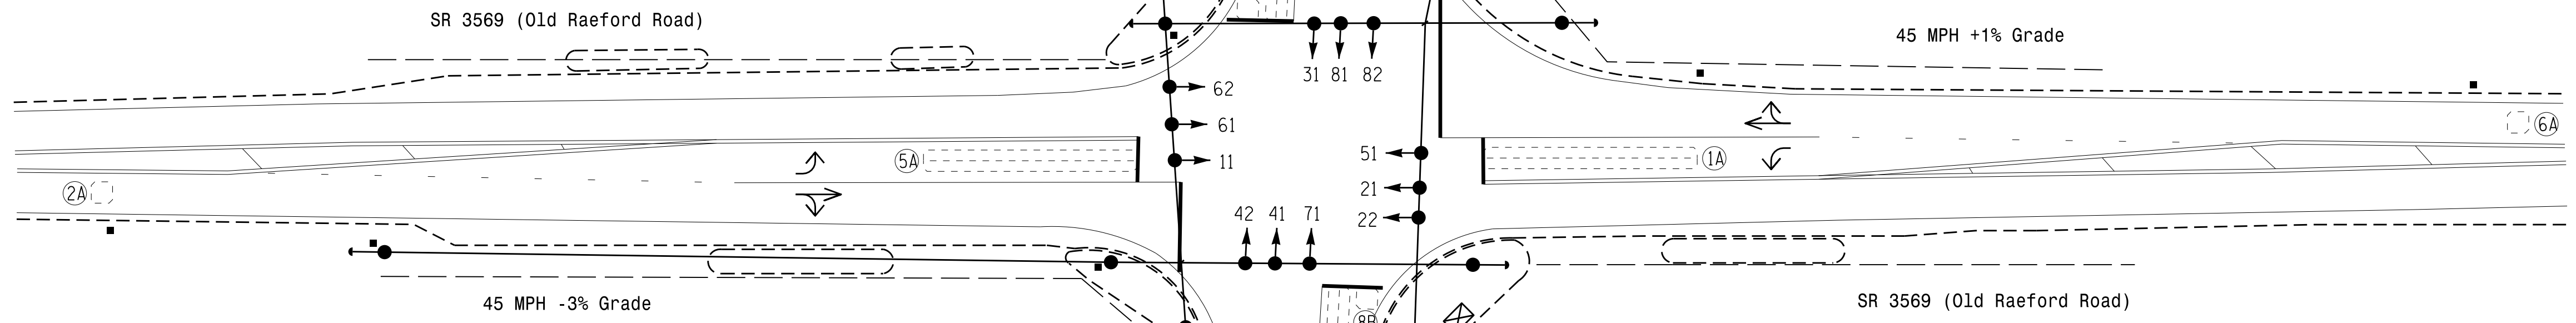 SR 3569 (Old Raeford Road)
45 MPH +1% Grade
31 81 82
62
61
11
51
21
22
42 41 71
5A
1A
6A
2A
8B
45 MPH -3% Grade
SR 3569 (Old Raeford Road)